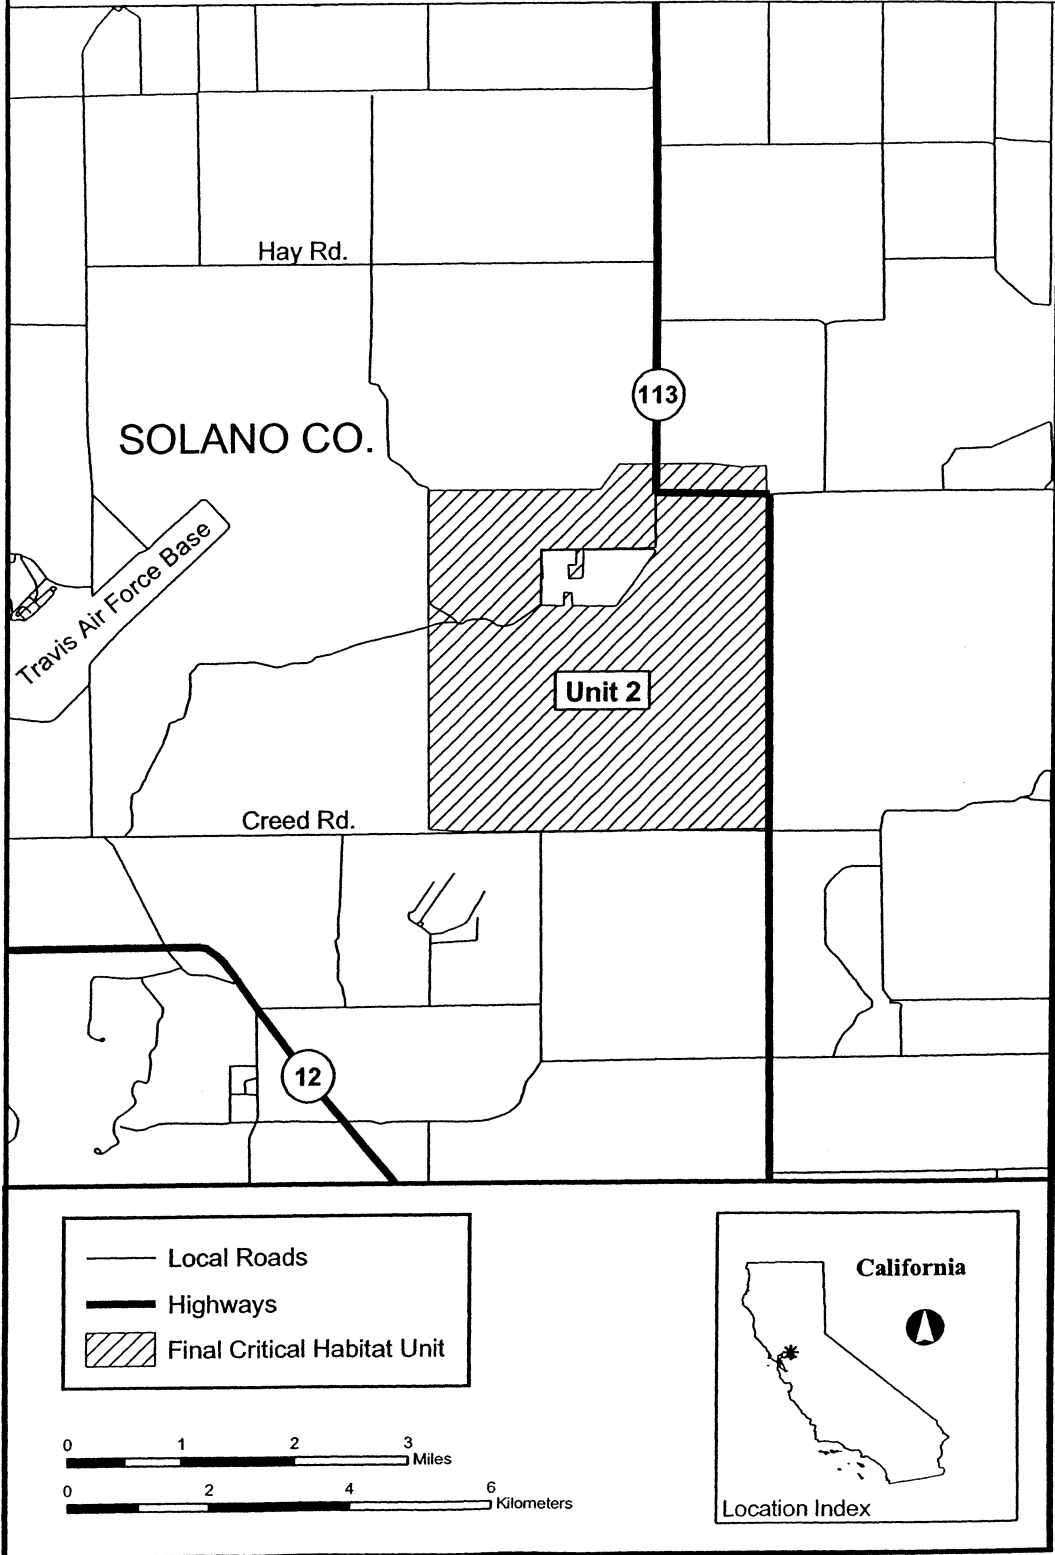 Hay Rd.
113
SOLANO CO.
Travis Air Force Base
Unit 2
Creed Rd.
12
Local Roads
Highways
Final Critical Habitat Unit
0 1 2 3
Miles
0 2 4 6
Kilometers
California
Location Index